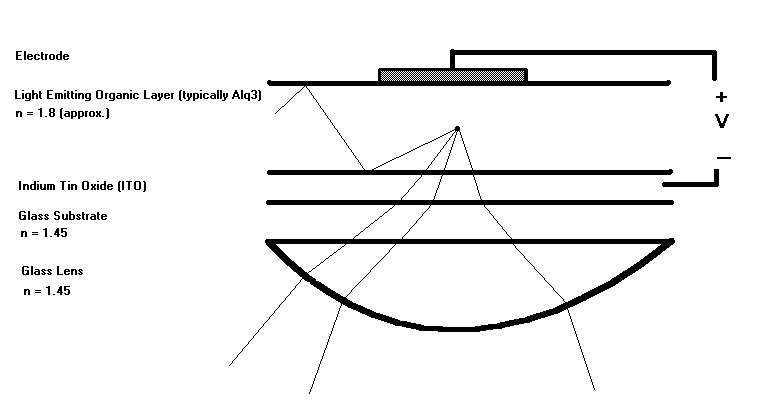 Electrode
Light Emitting Organic Layer (typically Alq3)
n = 1.8 (approx.)
+
V
–
Indium Tin Oxide (ITO)
Glass Substrate
n = 1.45
Glass Lens
n = 1.45